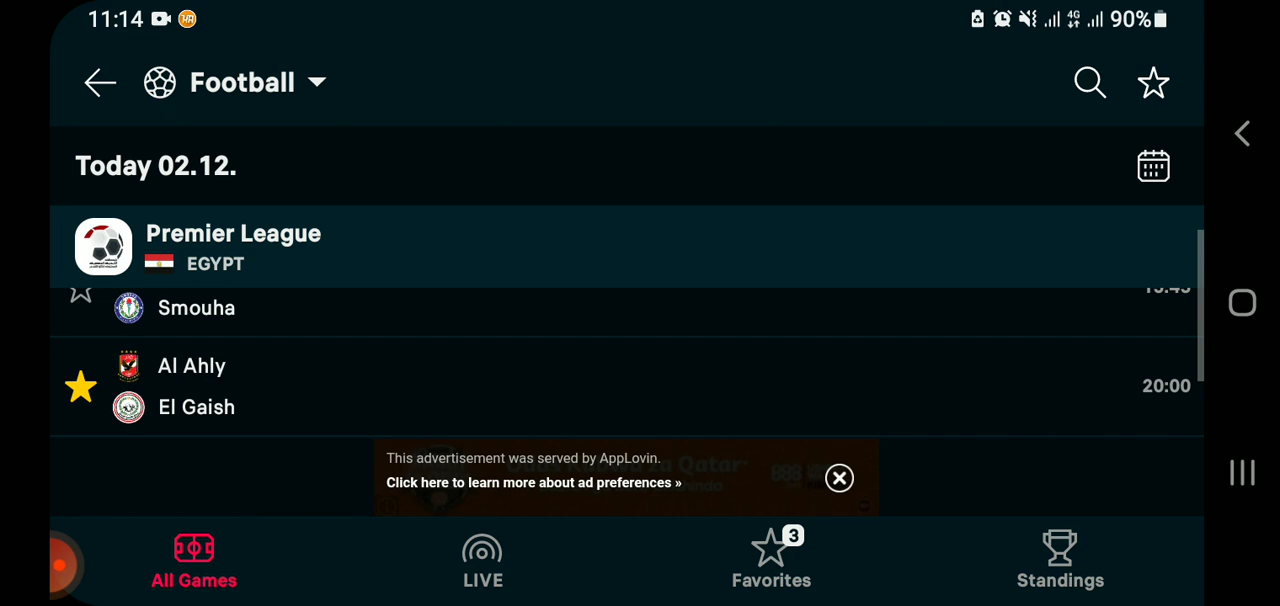 11:14
4G
90%
Football
Today 02.12.
Premier League
EGYPT
Smouha
Al Ahly
20:00
El Gaish
This advertisement was served by AppLovin.
Click here to learn more about ad preferences »
3
All Games
LIVE
Favorites
Standings